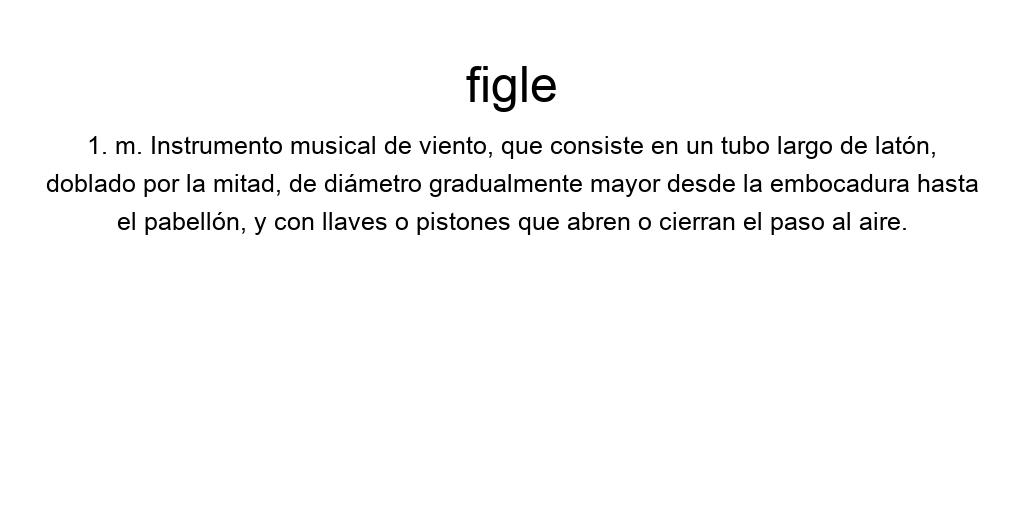 figle
1. m. Instrumento musical de viento, que consiste en un tubo largo de latón,
doblado por la mitad, de diámetro gradualmente mayor desde la embocadura hasta
el pabellón, y con llaves o pistones que abren o cierran el paso al aire.